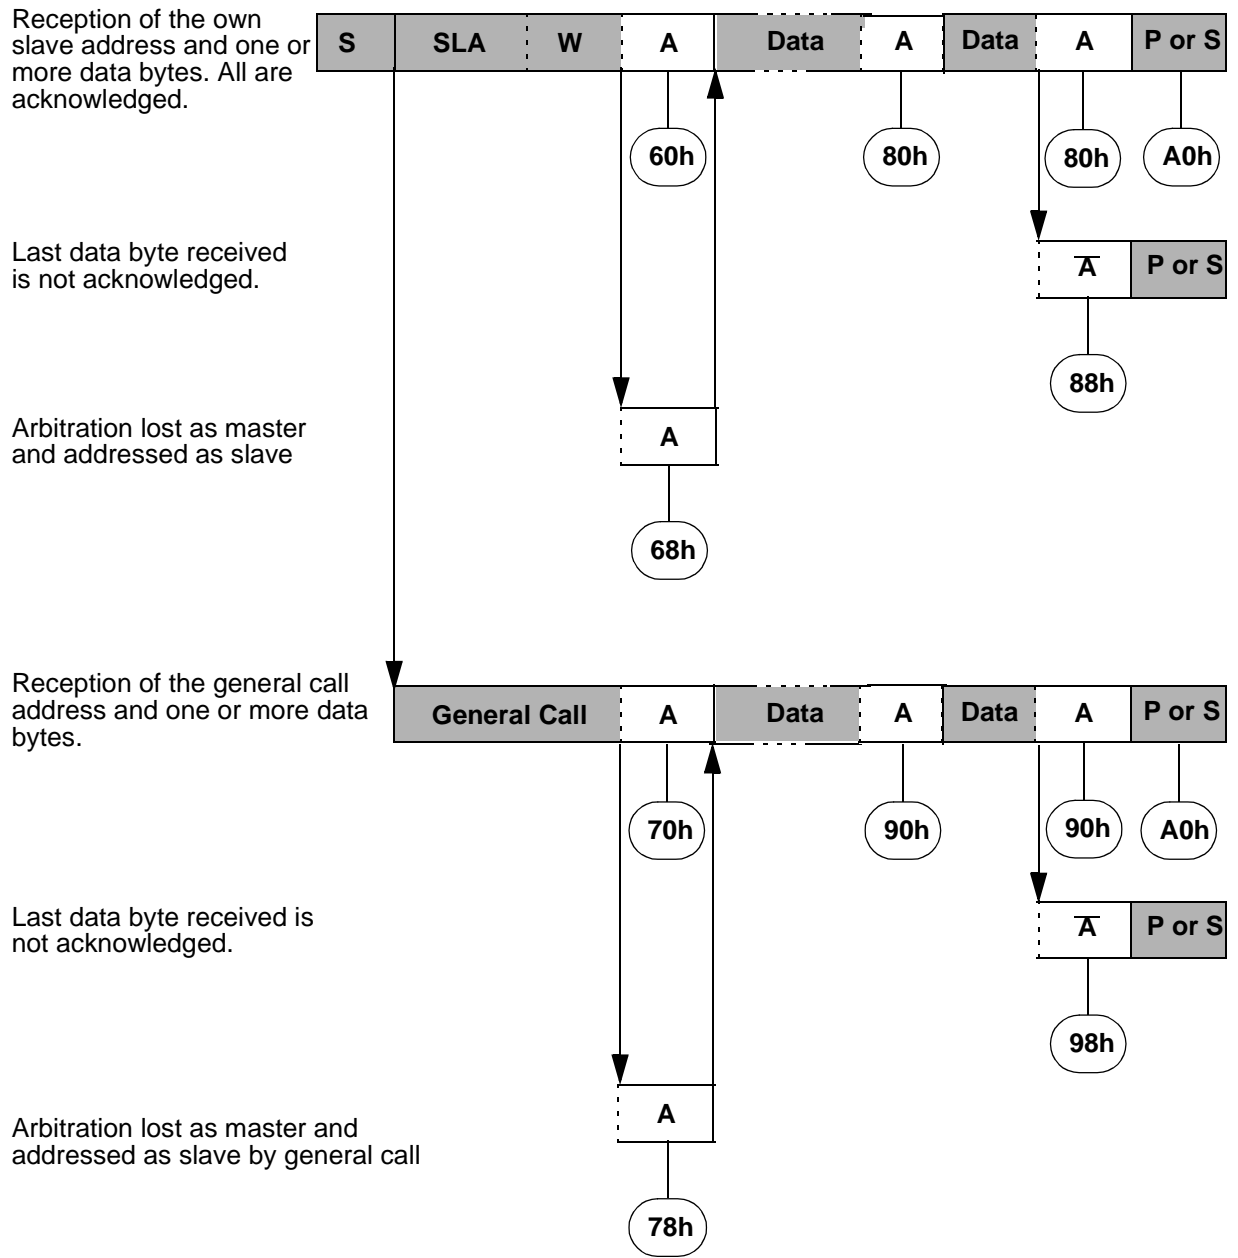 Reception of the own
slave address and one or
more data bytes. All are
acknowledged.
S SLA W A Data A Data A P or S
60h 80h 80h A0h
Last data byte received
is not acknowledged.
A̅ P or S
88h
Arbitration lost as master
and addressed as slave
A
68h
Reception of the general call
address and one or more data
bytes.
General Call A Data A Data A P or S
70h 90h 90h A0h
Last data byte received is
not acknowledged.
A̅ P or S
98h
Arbitration lost as master and
addressed as slave by general call
A
78h